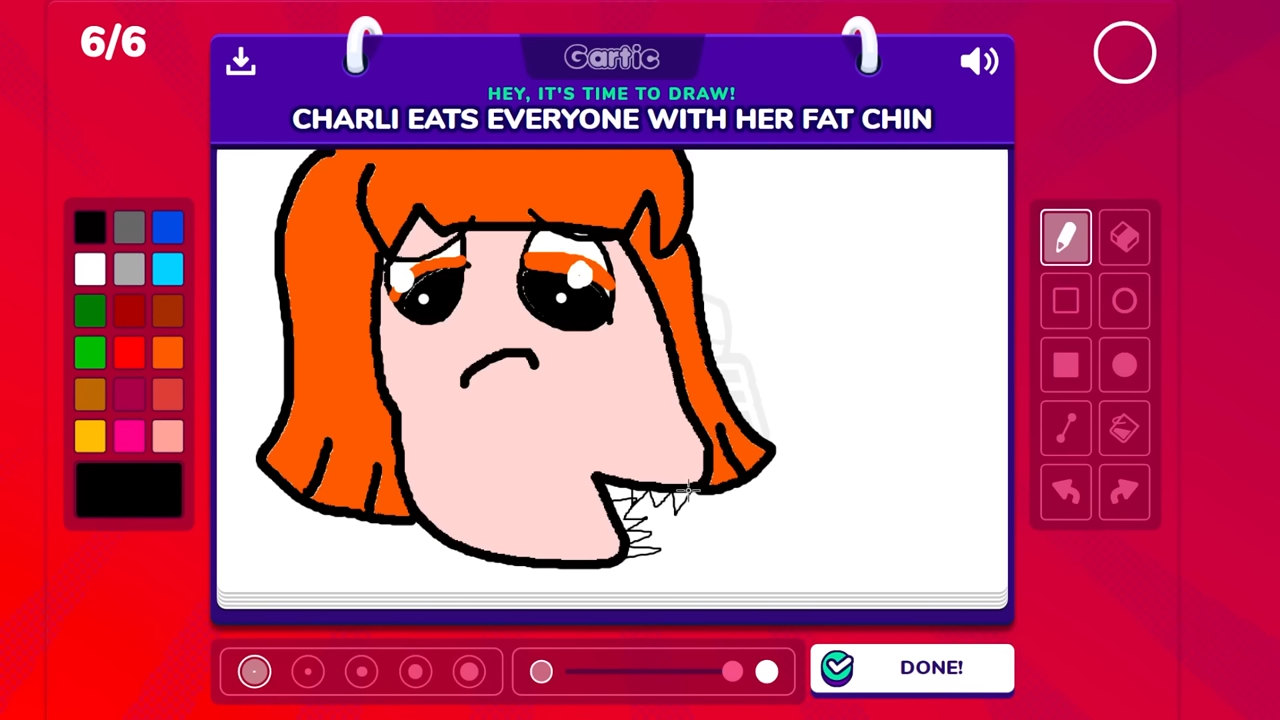 6/6
Gartic
HEY, IT'S TIME TO DRAW!
CHARLI EATS EVERYONE WITH HER FAT CHIN
DONE!